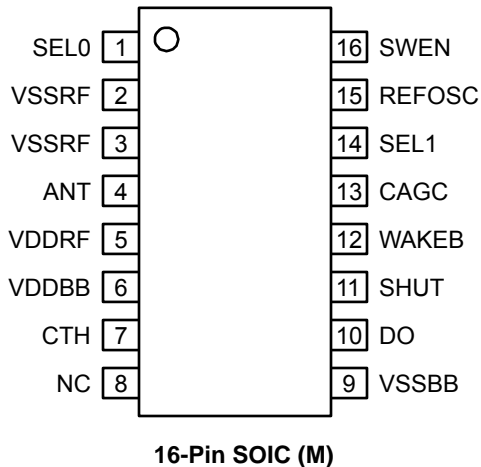 SEL0 1 16 SWEN
VSSRF 2 15 REFOSC
VSSRF 3 14 SEL1
ANT 4 13 CAGC
VDDRF 5 12 WAKEB
VDDBB 6 11 SHUT
CTH 7 10 DO
NC 8 9 VSSBB
16-Pin SOIC (M)